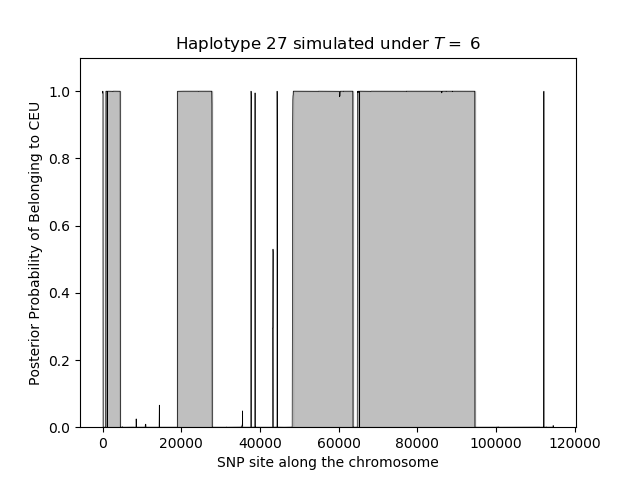 Haplotype 27 simulated under T = 6
Posterior Probability of Belonging to CEU
1.0
0.8
0.6
0.4
0.2
0.0
0 20000 40000 60000 80000 100000 120000
SNP site along the chromosome